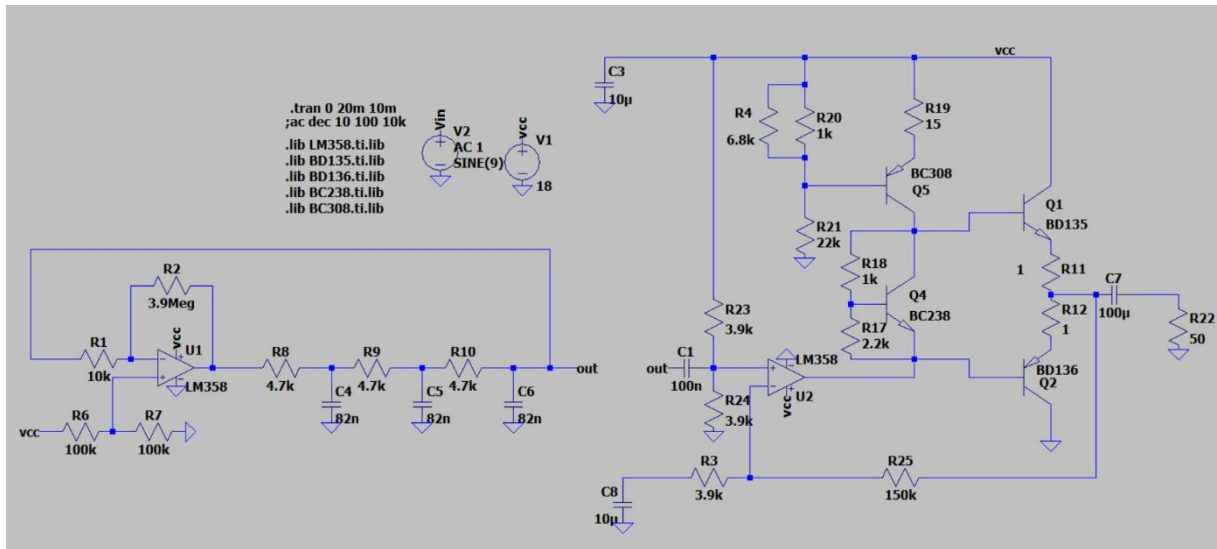 vcc
C3
10µ
.tran 0 20m 10m
;ac dec 10 100 10k
.lib LM358.ti.lib
.lib BD135.ti.lib
.lib BD136.ti.lib
.lib BC238.ti.lib
.lib BC308.ti.lib
Vin
V2
AC 1
SINE(9)
vcc
V1
18
R4
6.8k
R20
1k
R19
15
BC308
Q5
R21
22k
Q1
BD135
R18
1k
Q4
BC238
R17
2.2k
R11
1
C7
100µ
R12
1
R22
50
BD136
Q2
R2
3.9Meg
R1
10k
vcc
U1
LM358
R6
100k
R7
100k
vcc
R8
4.7k
R9
4.7k
R10
4.7k
C4
82n
C5
82n
C6
82n
out
R23
3.9k
out
C1
100n
R24
3.9k
LM358
U2
vcc
R3
3.9k
R25
150k
C8
10µ